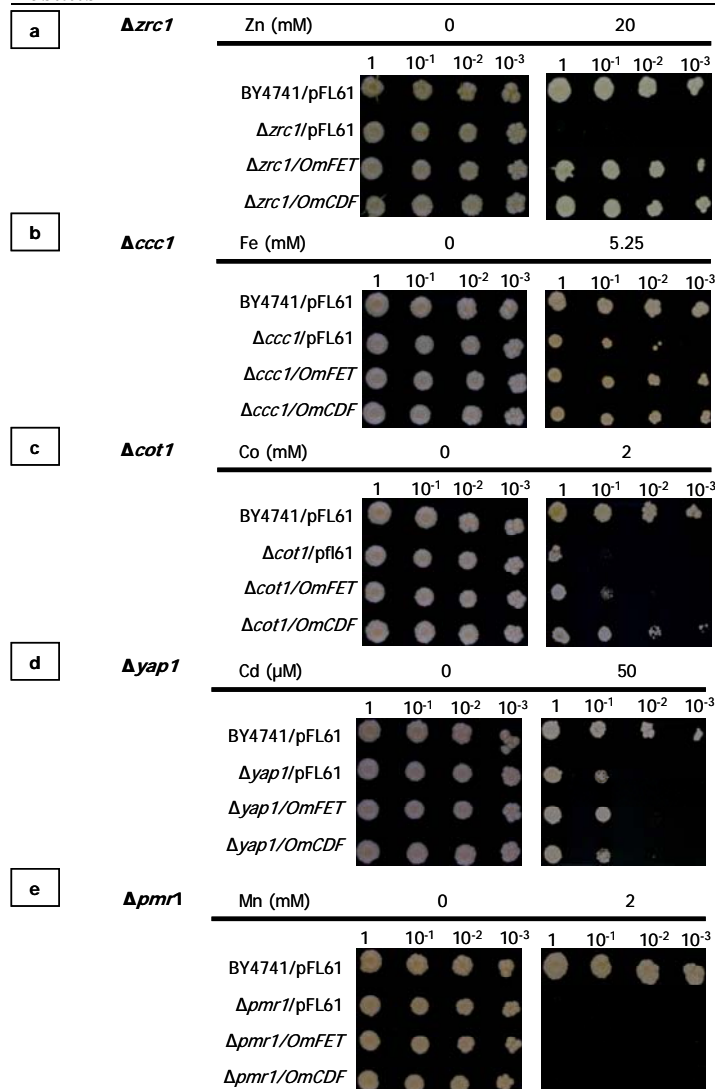 a Δzrc1 Zn (mM) 0 20
1 10⁻¹ 10⁻² 10⁻³ 1 10⁻¹ 10⁻² 10⁻³
BY4741/pFL61
Δzrc1/pFL61
Δzrc1/OmFET
Δzrc1/OmCDF
b Δccc1 Fe (mM) 0 5.25
1 10⁻¹ 10⁻² 10⁻³ 1 10⁻¹ 10⁻² 10⁻³
BY4741/pFL61
Δccc1/pFL61
Δccc1/OmFET
Δccc1/OmCDF
c Δcot1 Co (mM) 0 2
1 10⁻¹ 10⁻² 10⁻³ 1 10⁻¹ 10⁻² 10⁻³
BY4741/pFL61
Δcot1/pfl61
Δcot1/OmFET
Δcot1/OmCDF
d Δyap1 Cd (µM) 0 50
1 10⁻¹ 10⁻² 10⁻³ 1 10⁻¹ 10⁻² 10⁻³
BY4741/pFL61
Δyap1/pFL61
Δyap1/OmFET
Δyap1/OmCDF
e Δpmr1 Mn (mM) 0 2
1 10⁻¹ 10⁻² 10⁻³ 1 10⁻¹ 10⁻² 10⁻³
BY4741/pFL61
Δpmr1/pFL61
Δpmr1/OmFET
Δpmr1/OmCDF